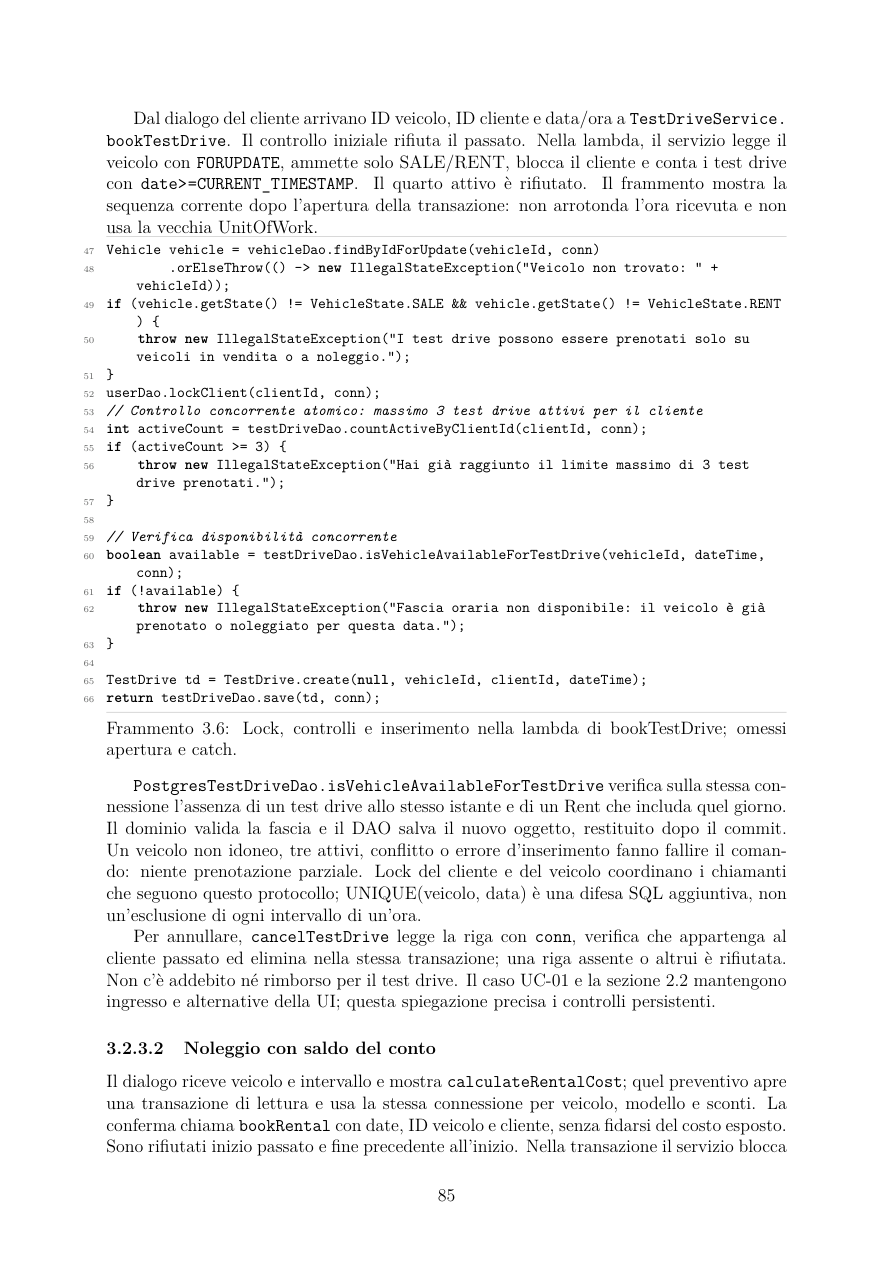 Dal dialogo del cliente arrivano ID veicolo, ID cliente e data/ora a TestDriveService.
bookTestDrive. Il controllo iniziale rifiuta il passato. Nella lambda, il servizio legge il
veicolo con FORUPDATE, ammette solo SALE/RENT, blocca il cliente e conta i test drive
con date>=CURRENT_TIMESTAMP. Il quarto attivo è rifiutato. Il frammento mostra la
sequenza corrente dopo l'apertura della transazione: non arrotonda l'ora ricevuta e non
usa la vecchia UnitOfWork.
47 Vehicle vehicle = vehicleDao.findByIdForUpdate(vehicleId, conn)
48 .orElseThrow(() -> new IllegalStateException("Veicolo non trovato: " +
vehicleId));
49 if (vehicle.getState() != VehicleState.SALE && vehicle.getState() != VehicleState.RENT
) {
50 throw new IllegalStateException("I test drive possono essere prenotati solo su
veicoli in vendita o a noleggio.");
51 }
52 userDao.lockClient(clientId, conn);
53 // Controllo concorrente atomico: massimo 3 test drive attivi per il cliente
54 int activeCount = testDriveDao.countActiveByClientId(clientId, conn);
55 if (activeCount >= 3) {
56 throw new IllegalStateException("Hai già raggiunto il limite massimo di 3 test
drive prenotati.");
57 }
58
59 // Verifica disponibilità concorrente
60 boolean available = testDriveDao.isVehicleAvailableForTestDrive(vehicleId, dateTime,
conn);
61 if (!available) {
62 throw new IllegalStateException("Fascia oraria non disponibile: il veicolo è già
prenotato o noleggiato per questa data.");
63 }
64
65 TestDrive td = TestDrive.create(null, vehicleId, clientId, dateTime);
66 return testDriveDao.save(td, conn);
Frammento 3.6: Lock, controlli e inserimento nella lambda di bookTestDrive; omessi
apertura e catch.
PostgresTestDriveDao.isVehicleAvailableForTestDrive verifica sulla stessa con-
nessione l'assenza di un test drive allo stesso istante e di un Rent che includa quel giorno.
Il dominio valida la fascia e il DAO salva il nuovo oggetto, restituito dopo il commit.
Un veicolo non idoneo, tre attivi, conflitto o errore d'inserimento fanno fallire il coman-
do: niente prenotazione parziale. Lock del cliente e del veicolo coordinano i chiamanti
che seguono questo protocollo; UNIQUE(veicolo, data) è una difesa SQL aggiuntiva, non
un'esclusione di ogni intervallo di un'ora.
Per annullare, cancelTestDrive legge la riga con conn, verifica che appartenga al
cliente passato ed elimina nella stessa transazione; una riga assente o altrui è rifiutata.
Non c'è addebito né rimborso per il test drive. Il caso UC-01 e la sezione 2.2 mantengono
ingresso e alternative della UI; questa spiegazione precisa i controlli persistenti.
3.2.3.2 Noleggio con saldo del conto
Il dialogo riceve veicolo e intervallo e mostra calculateRentalCost; quel preventivo apre
una transazione di lettura e usa la stessa connessione per veicolo, modello e sconti. La
conferma chiama bookRental con date, ID veicolo e cliente, senza fidarsi del costo esposto.
Sono rifiutati inizio passato e fine precedente all'inizio. Nella transazione il servizio blocca
85